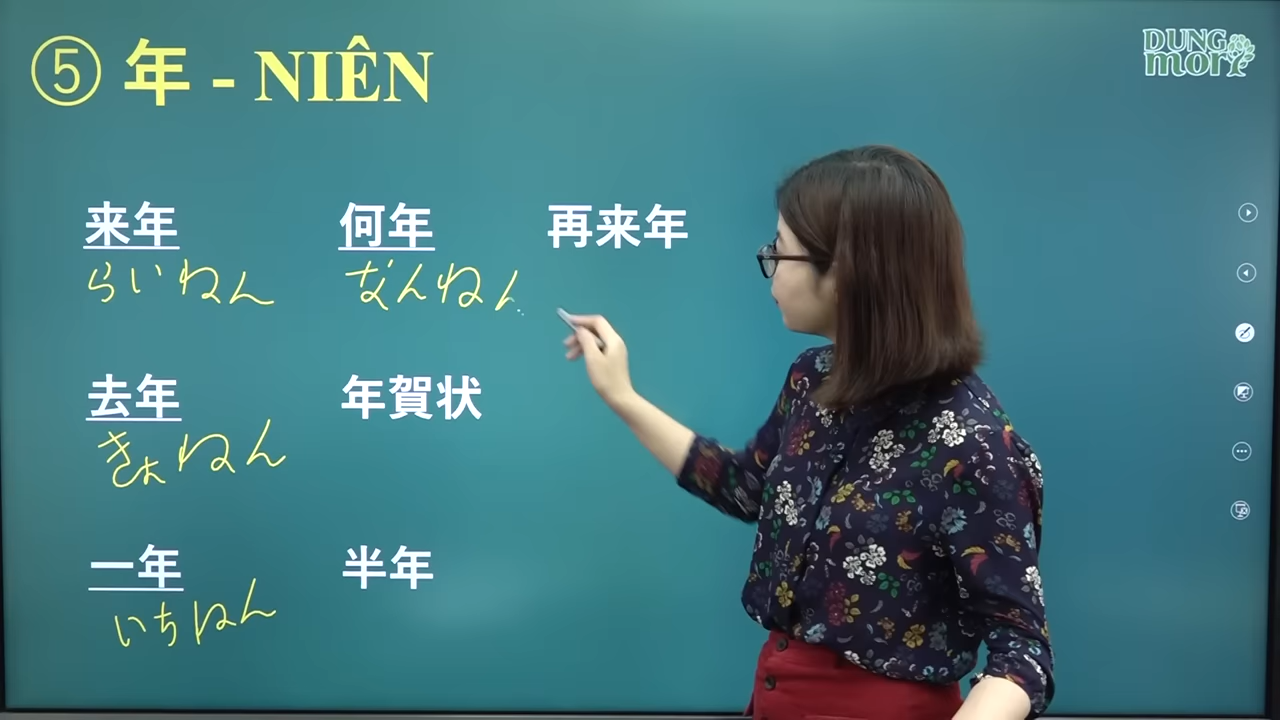 ⑤ 年 - NIÊN
DUNG
mori
来年 何年 再来年
らいねん なんねん
去年 年賀状
きょねん
一年 半年
いちねん